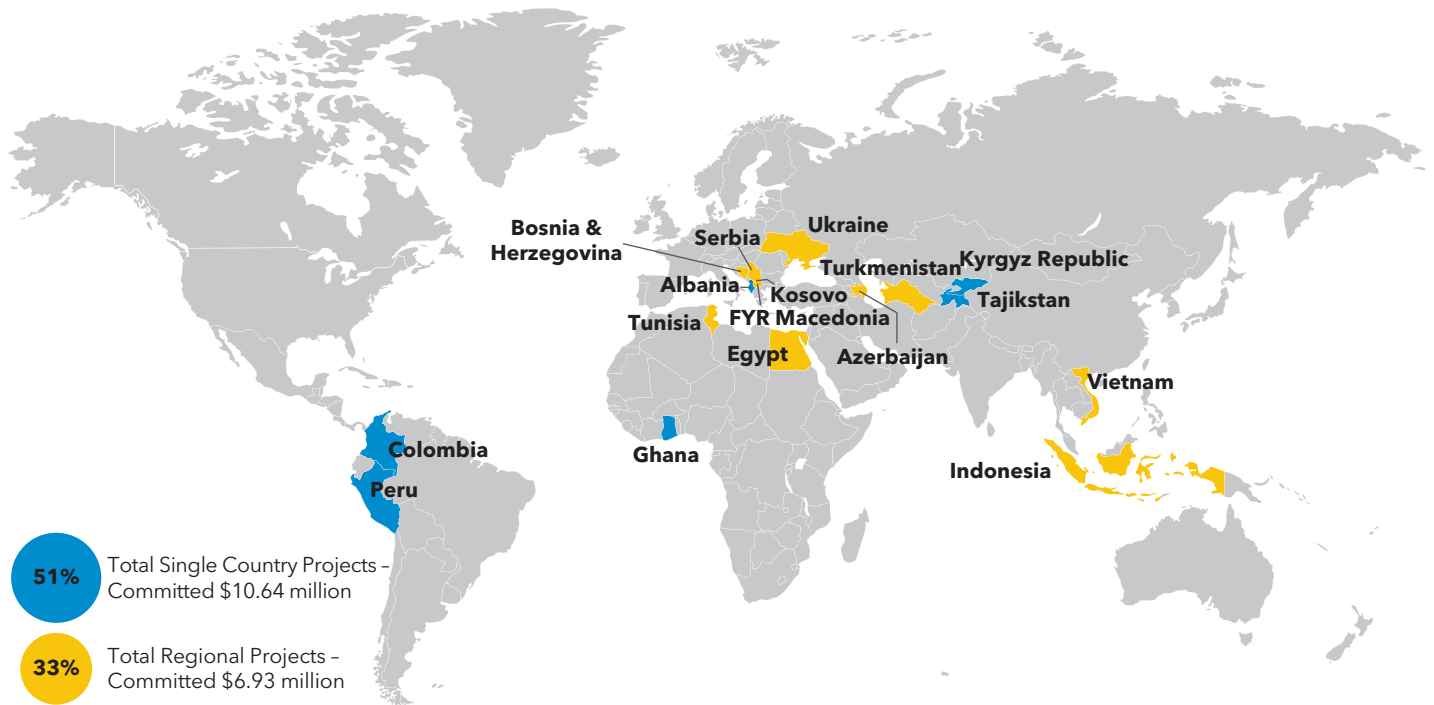 Bosnia &
Herzegovina
Serbia
Ukraine
Albania
Kosovo
FYR Macedonia
Turkmenistan
Kyrgyz Republic
Tajikstan
Tunisia
Egypt
Azerbaijan
Vietnam
Colombia
Ghana
Indonesia
Peru
51%
Total Single Country Projects –
Committed $10.64 million
33%
Total Regional Projects –
Committed $6.93 million